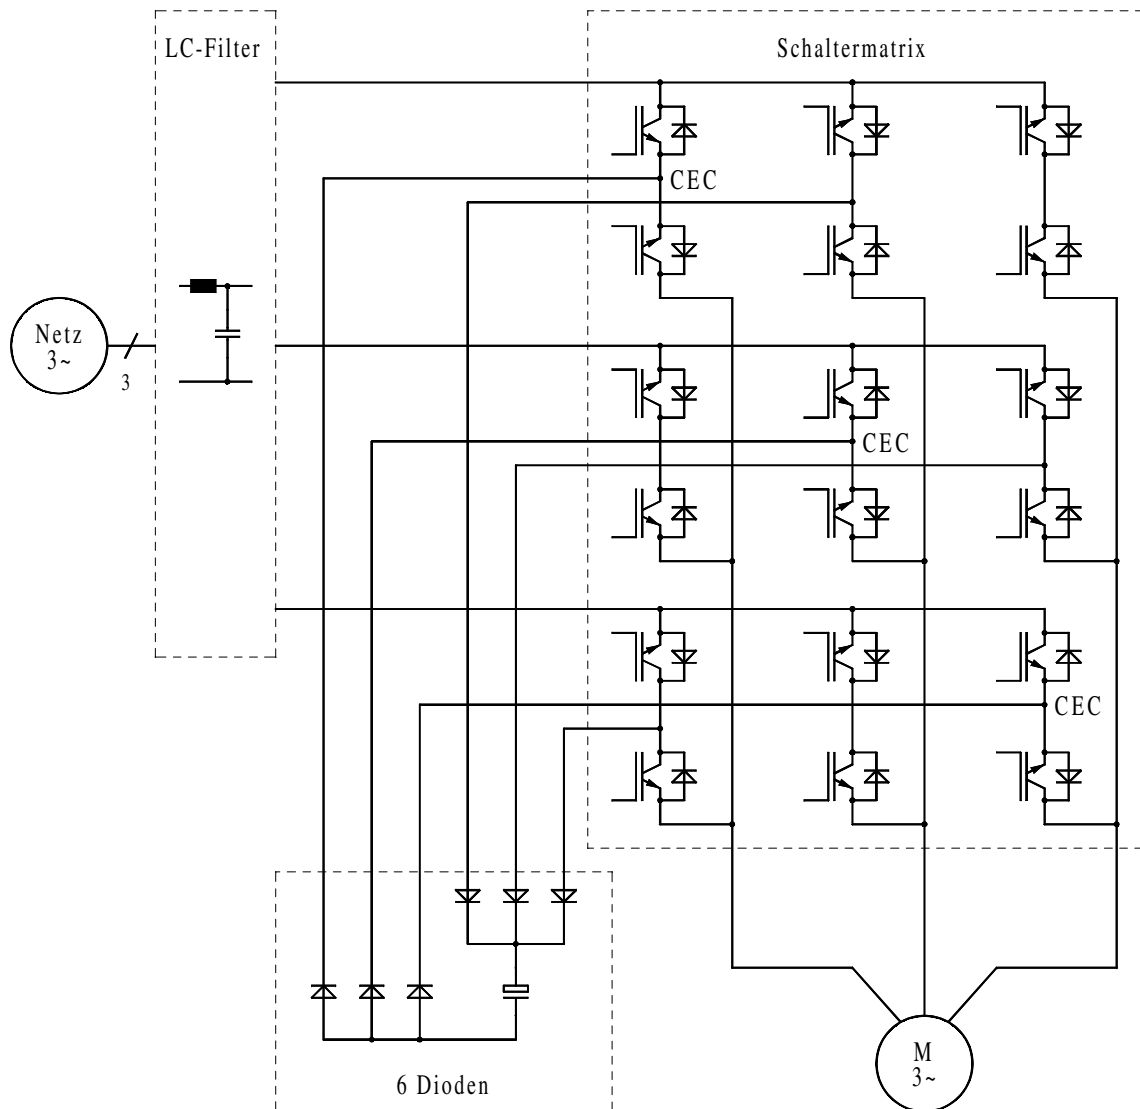 LC-Filter
Schaltermatrix
CEC
Netz
3~
3
CEC
CEC
M
3~
6 Dioden